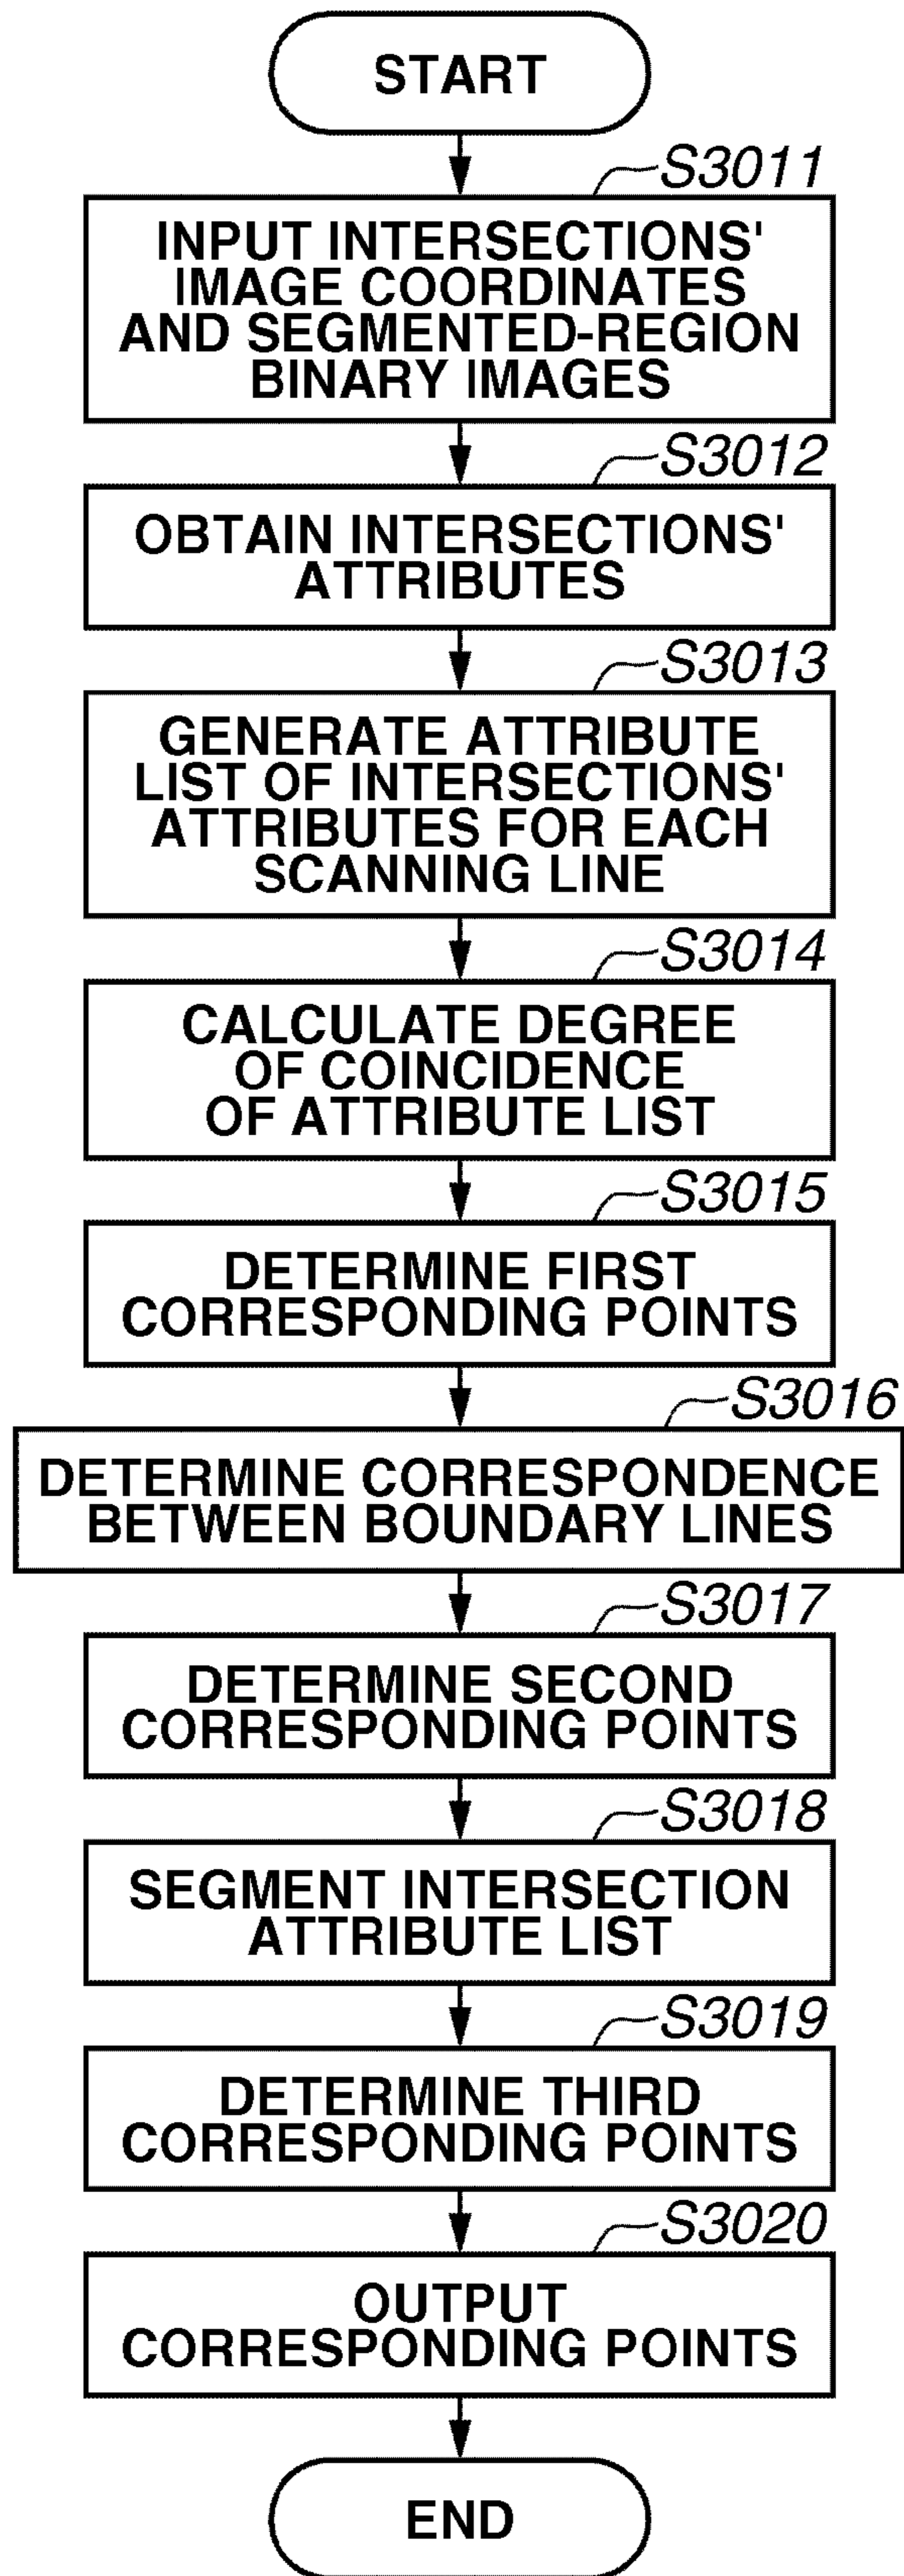 START
S3011
INPUT INTERSECTIONS'
IMAGE COORDINATES
AND SEGMENTED-REGION
BINARY IMAGES
S3012
OBTAIN INTERSECTIONS'
ATTRIBUTES
S3013
GENERATE ATTRIBUTE
LIST OF INTERSECTIONS'
ATTRIBUTES FOR EACH
SCANNING LINE
S3014
CALCULATE DEGREE
OF COINCIDENCE
OF ATTRIBUTE LIST
S3015
DETERMINE FIRST
CORRESPONDING POINTS
S3016
DETERMINE CORRESPONDENCE
BETWEEN BOUNDARY LINES
S3017
DETERMINE SECOND
CORRESPONDING POINTS
S3018
SEGMENT INTERSECTION
ATTRIBUTE LIST
S3019
DETERMINE THIRD
CORRESPONDING POINTS
S3020
OUTPUT
CORRESPONDING POINTS
END